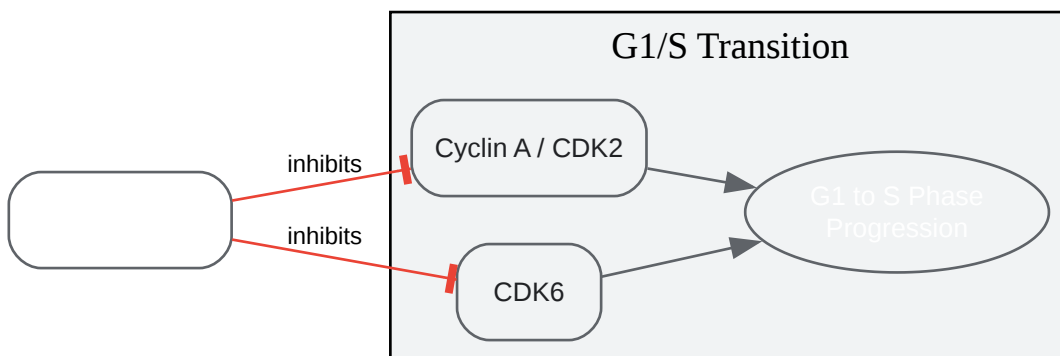 G1/S Transition
Cyclin A / CDK2
inhibits
G1 to S Phase
Progression
inhibits
CDK6